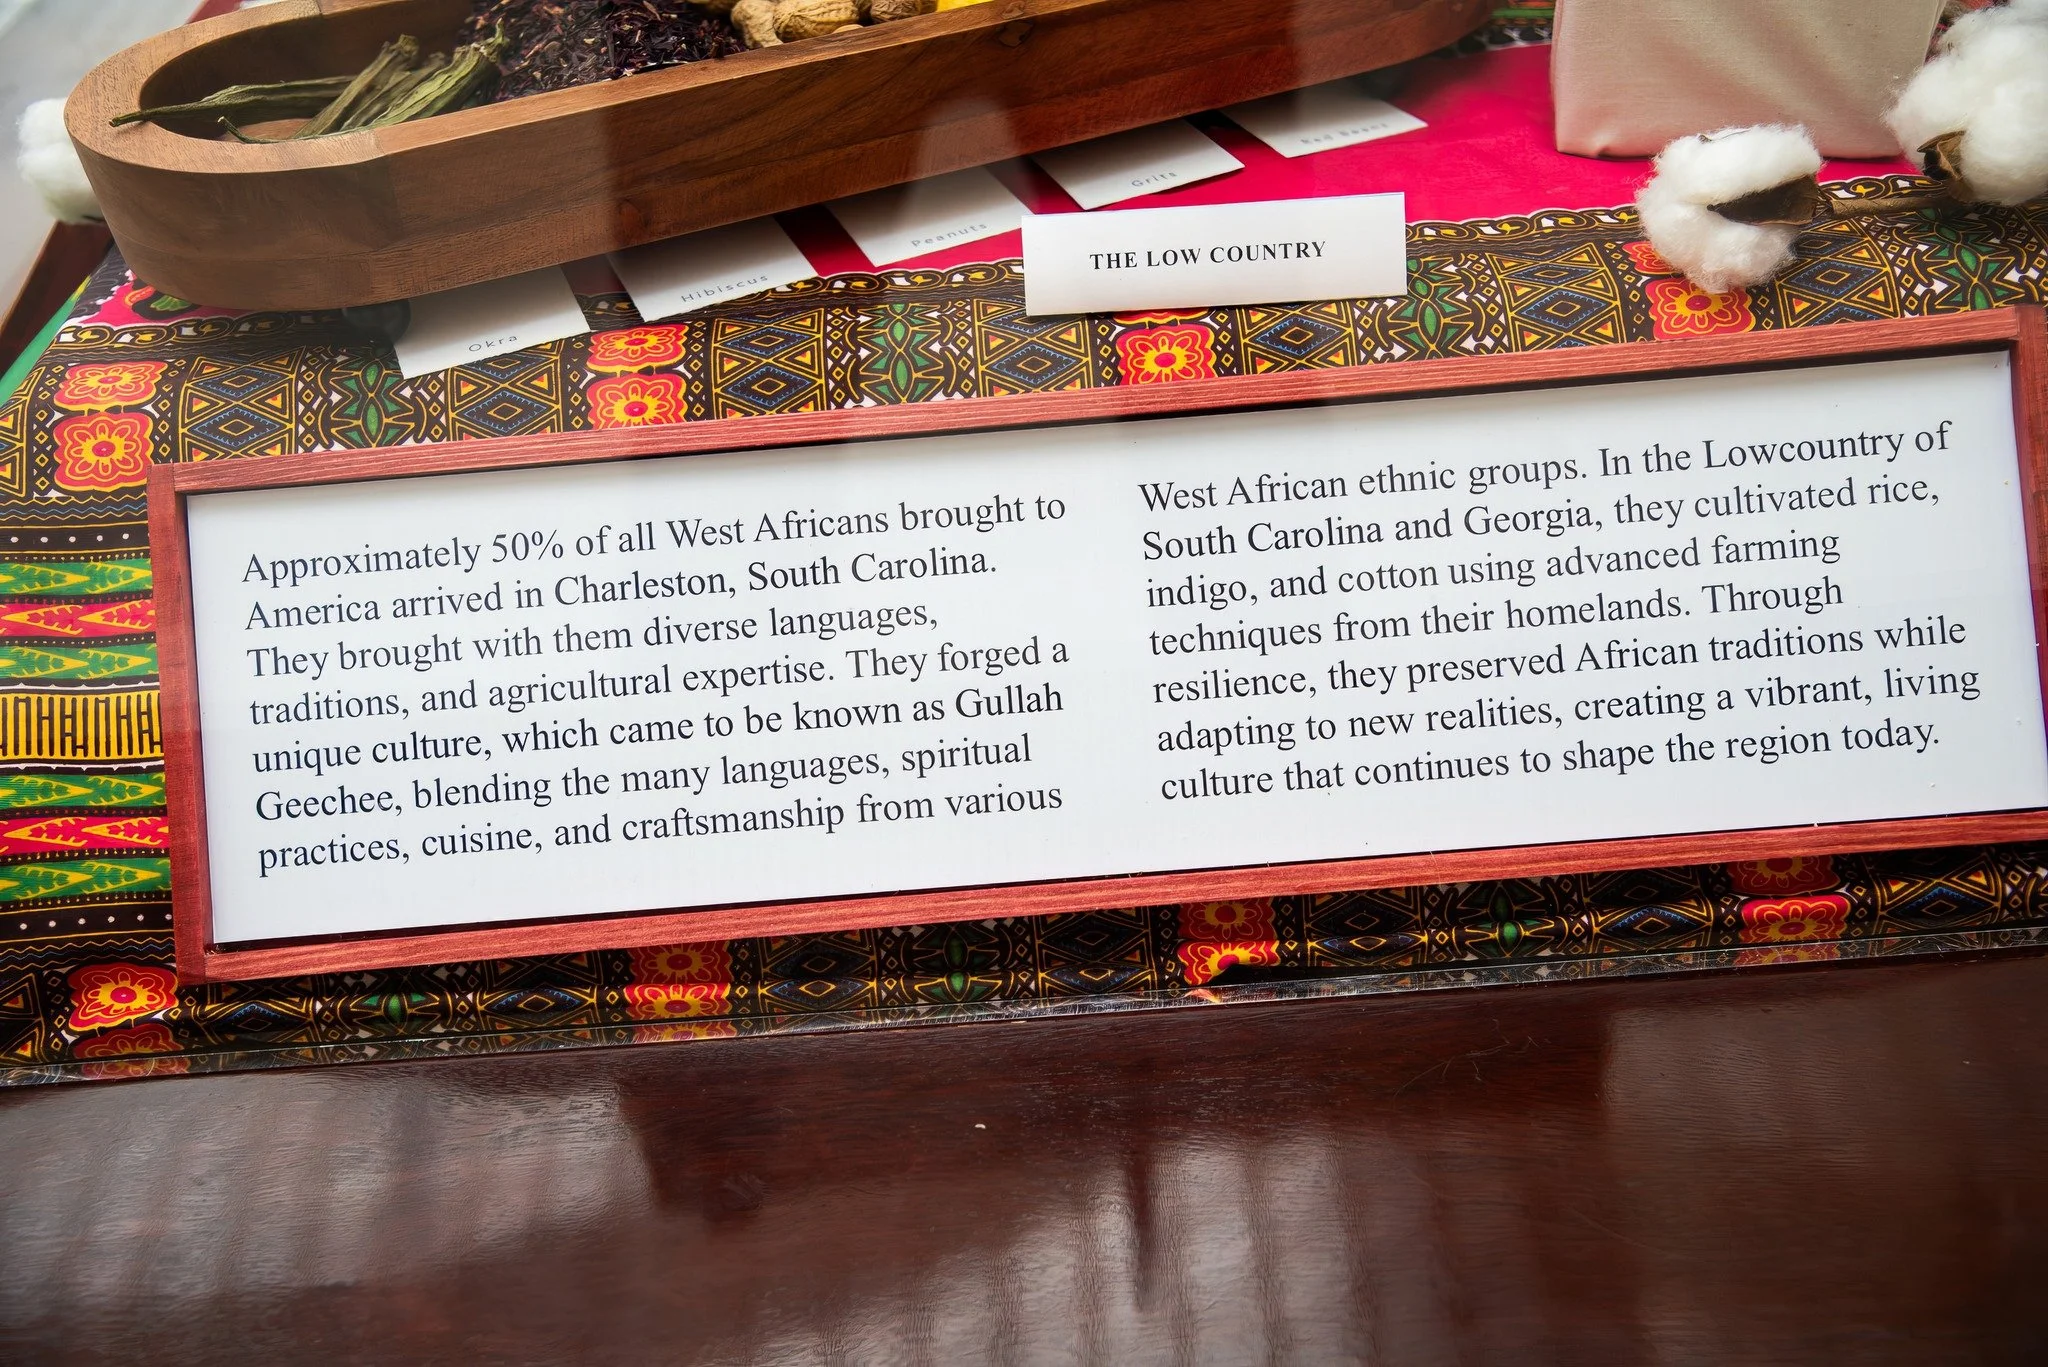 Red Beans
Grits
Peanuts
Hibiscus
Okra
THE LOW COUNTRY
Approximately 50% of all West Africans brought to
America arrived in Charleston, South Carolina.
They brought with them diverse languages,
traditions, and agricultural expertise. They forged a
unique culture, which came to be known as Gullah
Geechee, blending the many languages, spiritual
practices, cuisine, and craftsmanship from various
West African ethnic groups. In the Lowcountry of
South Carolina and Georgia, they cultivated rice,
indigo, and cotton using advanced farming
techniques from their homelands. Through
resilience, they preserved African traditions while
adapting to new realities, creating a vibrant, living
culture that continues to shape the region today.